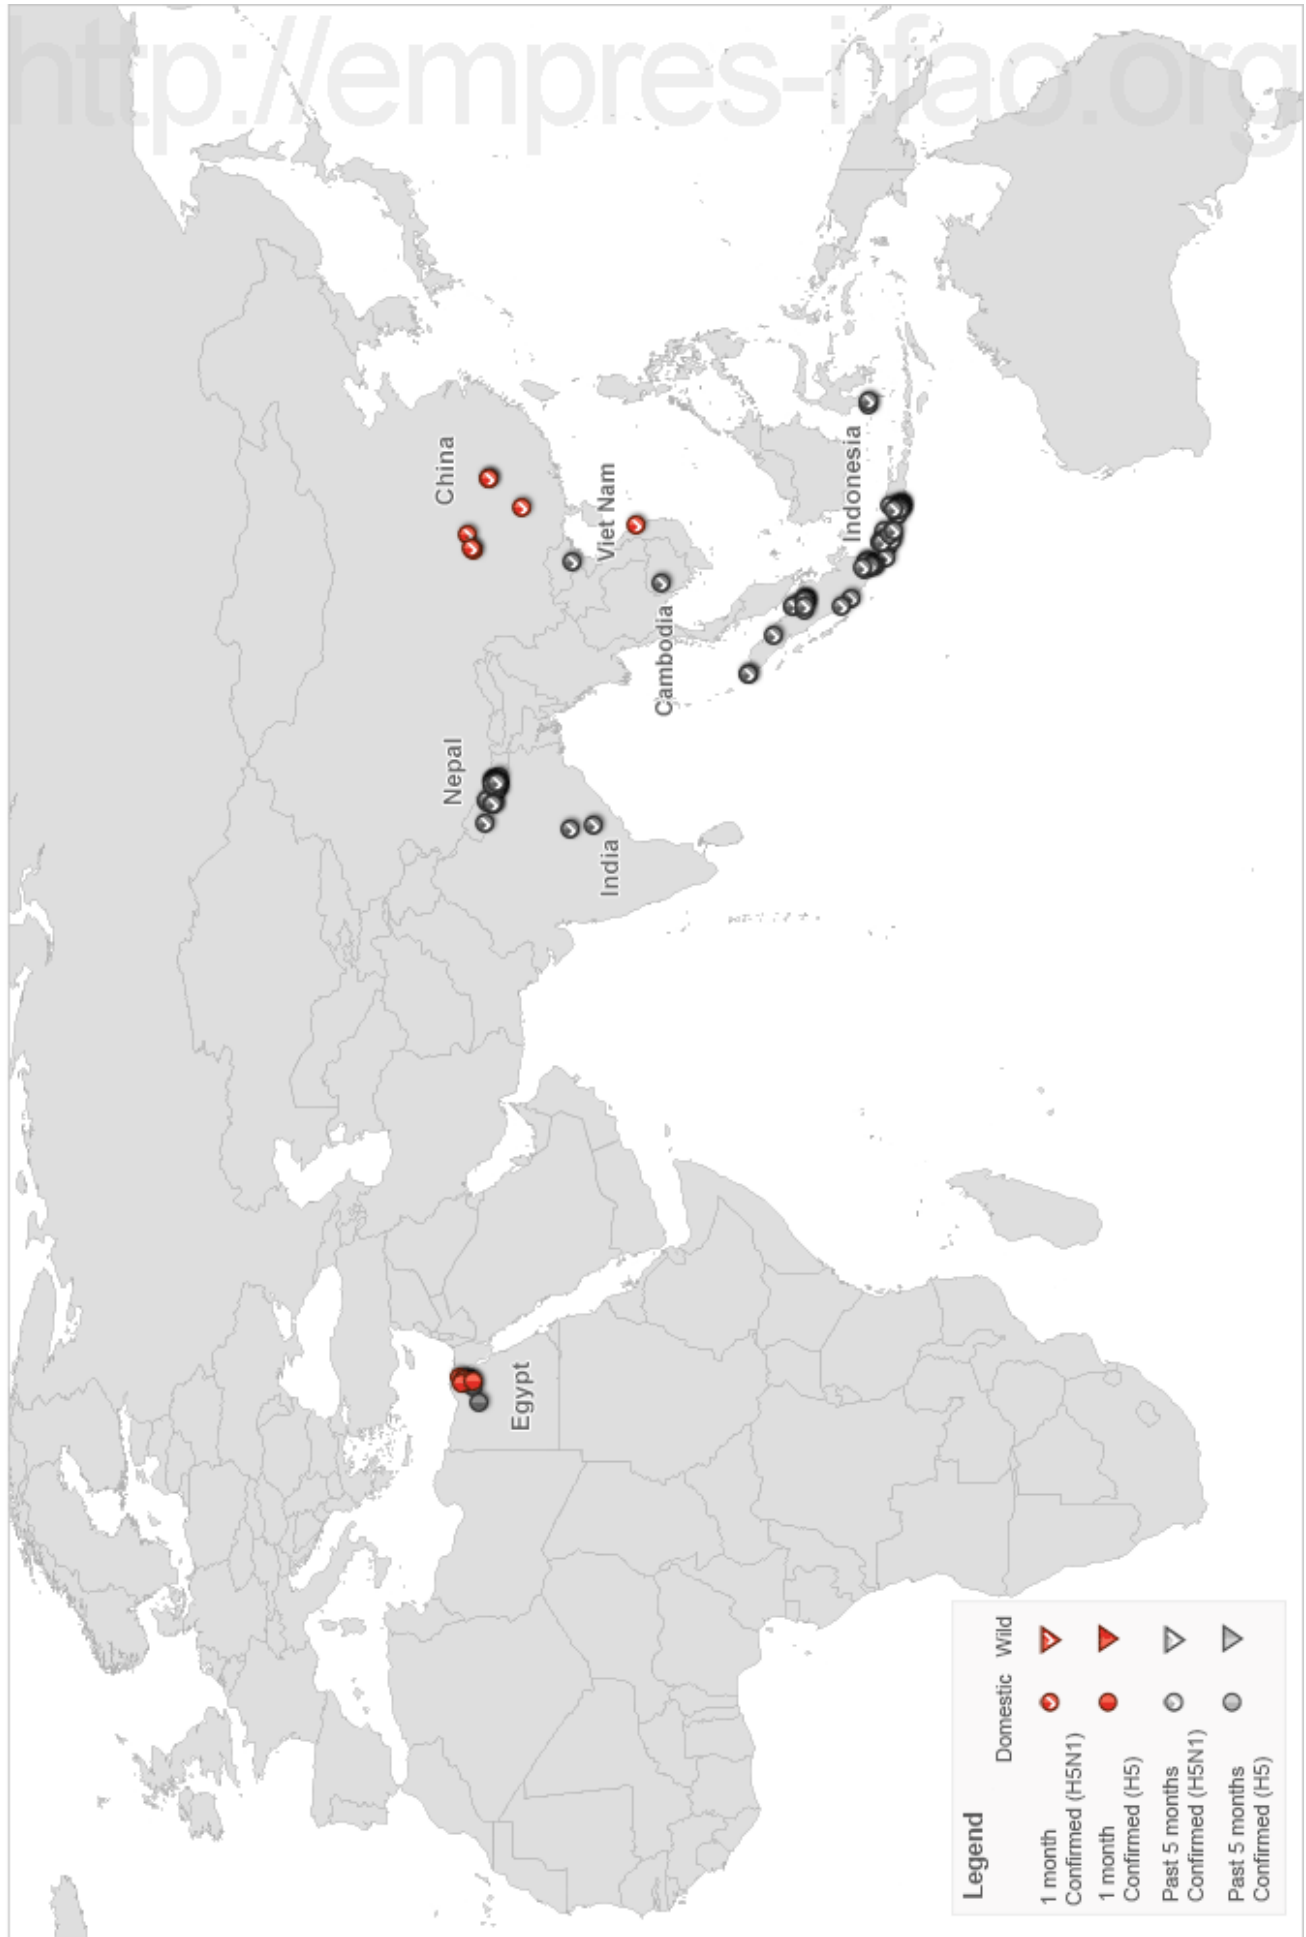 http://empres-i.fao.org
China
Viet Nam
Nepal
Cambodia
India
Indonesia
Egypt
Legend
Domestic Wild
1 month
Confirmed (H5N1)
1 month
Confirmed (H5)
Past 5 months
Confirmed (H5N1)
Past 5 months
Confirmed (H5)